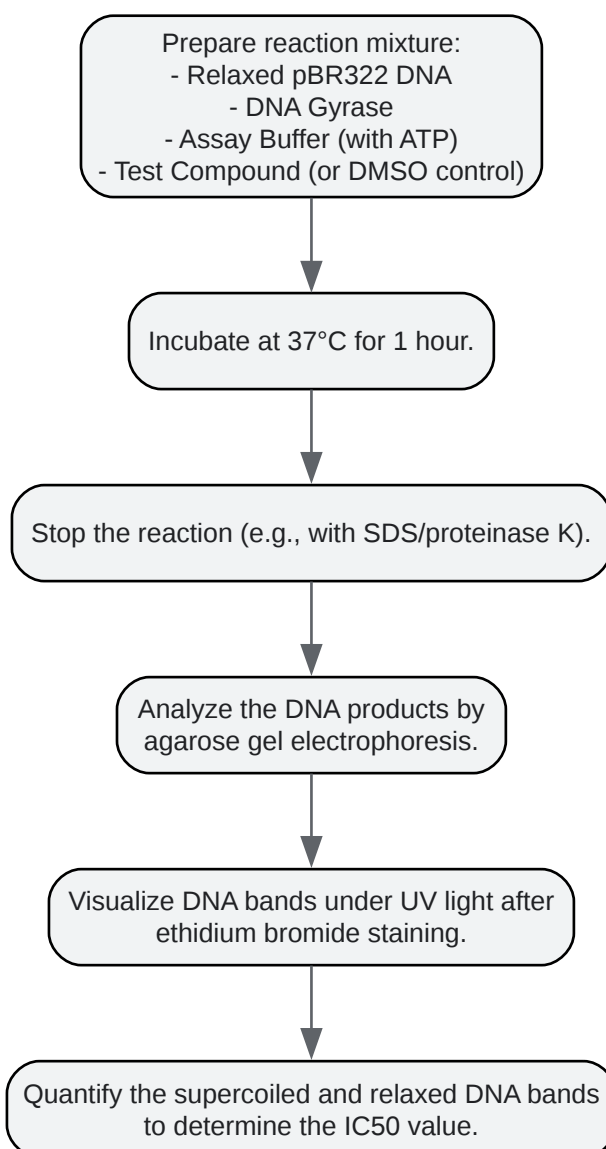 Prepare reaction mixture:
- Relaxed pBR322 DNA
- DNA Gyrase
- Assay Buffer (with ATP)
- Test Compound (or DMSO control)
Incubate at 37°C for 1 hour.
Stop the reaction (e.g., with SDS/proteinase K).
Analyze the DNA products by
agarose gel electrophoresis.
Visualize DNA bands under UV light after
ethidium bromide staining.
Quantify the supercoiled and relaxed DNA bands
to determine the IC50 value.